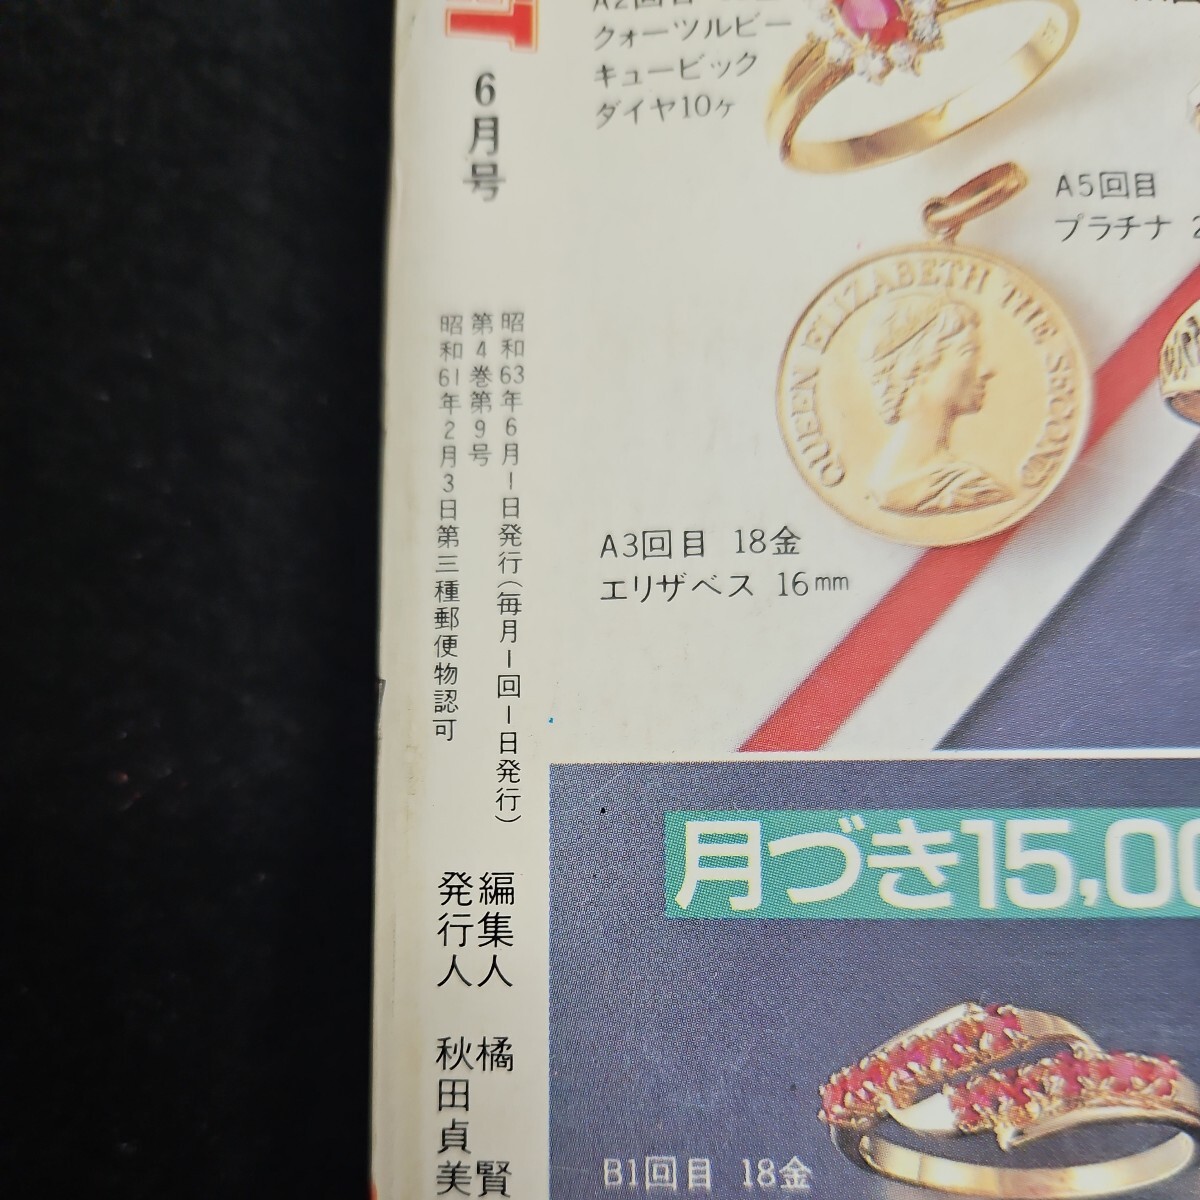 6月号
昭和63年6月1日発行(毎月1回1日発行)
第4巻第9号
昭和61年2月3日第三種郵便物認可
編集人 橘 賢
発行人 秋田貞美
クォーツルビー
キュービック
ダイヤ10ヶ
A5回目
プラチナ
QUEEN ELIZABETH THE SECOND
A3回目 18金
エリザベス 16mm
月づき15,00
B1回目 18金